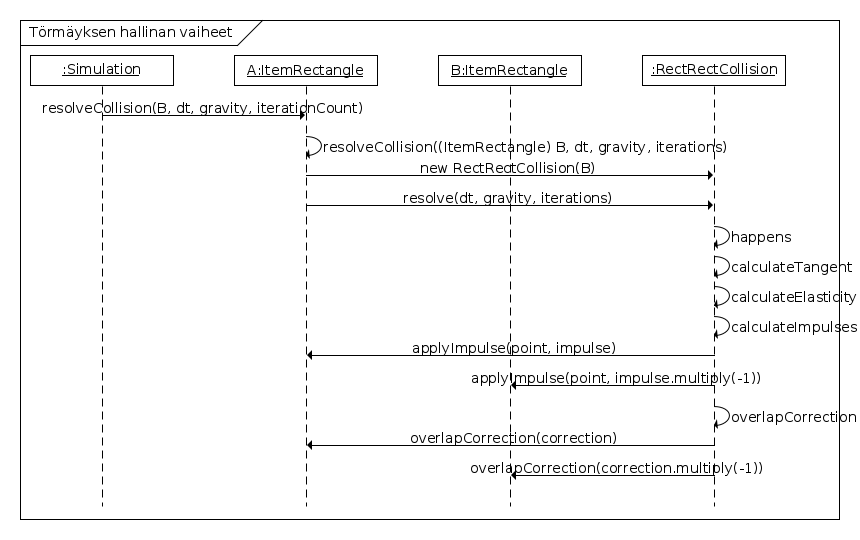 Törmäyksen hallinan vaiheet
:Simulation
A:ItemRectangle
B:ItemRectangle
:RectRectCollision
resolveCollision(B, dt, gravity, iterationCount)
resolveCollision((ItemRectangle) B, dt, gravity, iterations)
new RectRectCollision(B)
resolve(dt, gravity, iterations)
happens
calculateTangent
calculateElasticity
calculateImpulses
applyImpulse(point, impulse)
applyImpulse(point, impulse.multiply(-1))
overlapCorrection
overlapCorrection(correction)
overlapCorrection(correction.multiply(-1))